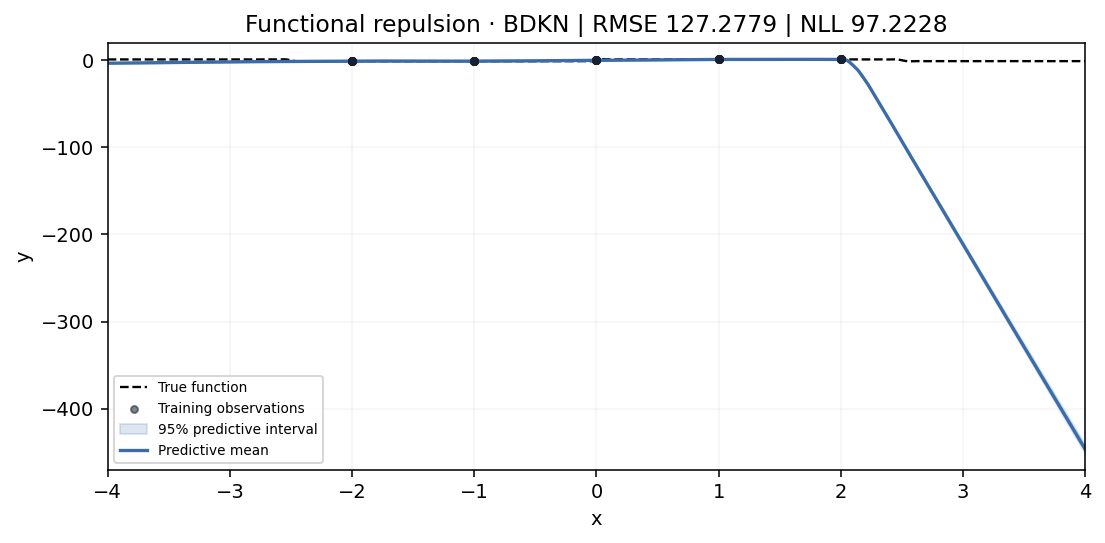 Functional repulsion · BDKN | RMSE 127.2779 | NLL 97.2228
0
−100
−200
−300
−400
y
True function
Training observations
95% predictive interval
Predictive mean
−4
−3
−2
−1
0
1
2
3
4
x